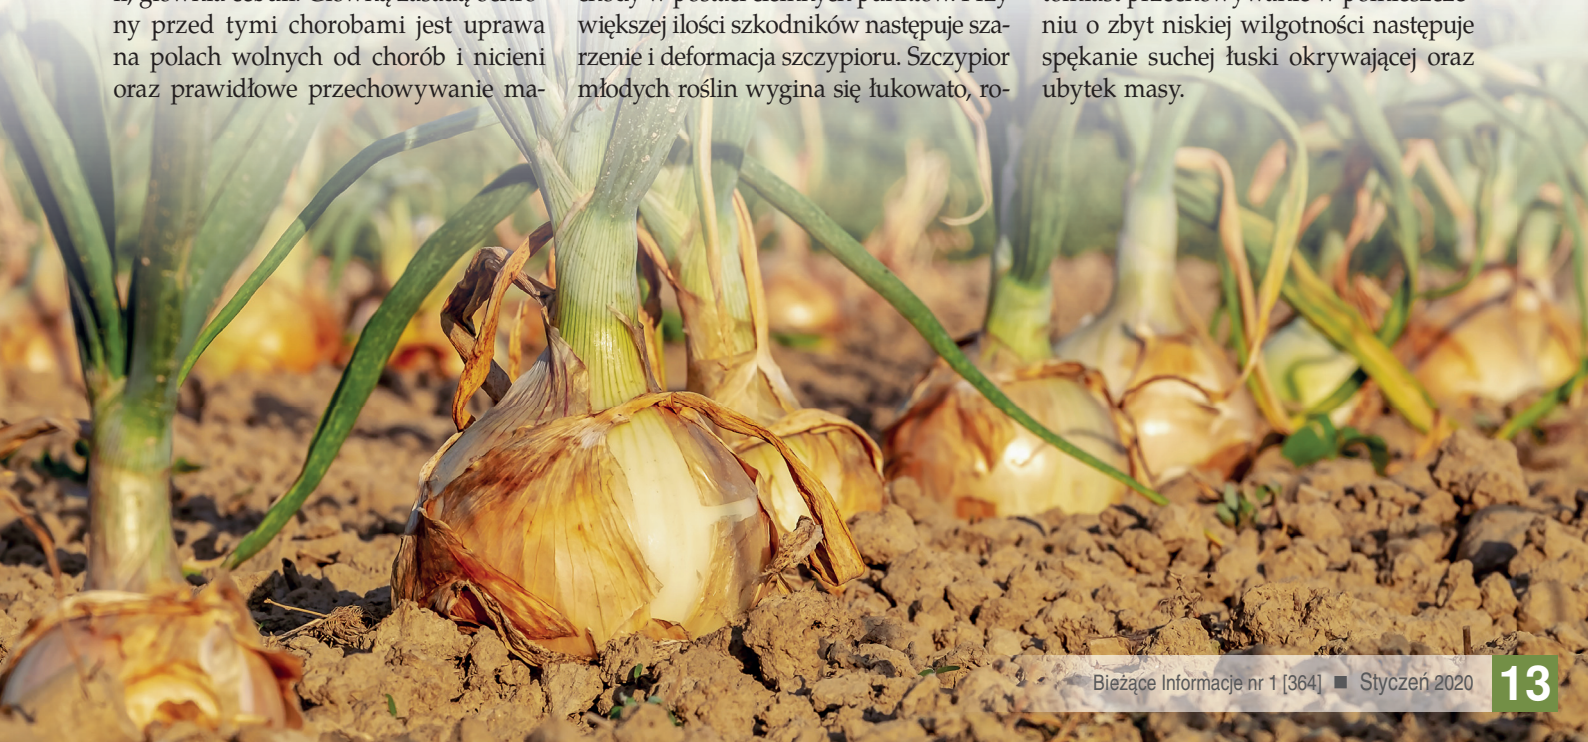 ny przed tymi chorobami jest uprawa
na polach wolnych od chorób i nicieni
oraz prawidłowe przechowywanie ma-
większej ilości szkodników następuje sza-
rzenie i deformacja szczypioru. Szczypior
młodych roślin wygina się łukowato, ro-
niu o zbyt niskiej wilgotności następuje
spękanie suchej łuski okrywającej oraz
ubytek masy.
Bieżące Informacje nr 1 [364] ■ Styczeń 2020 13